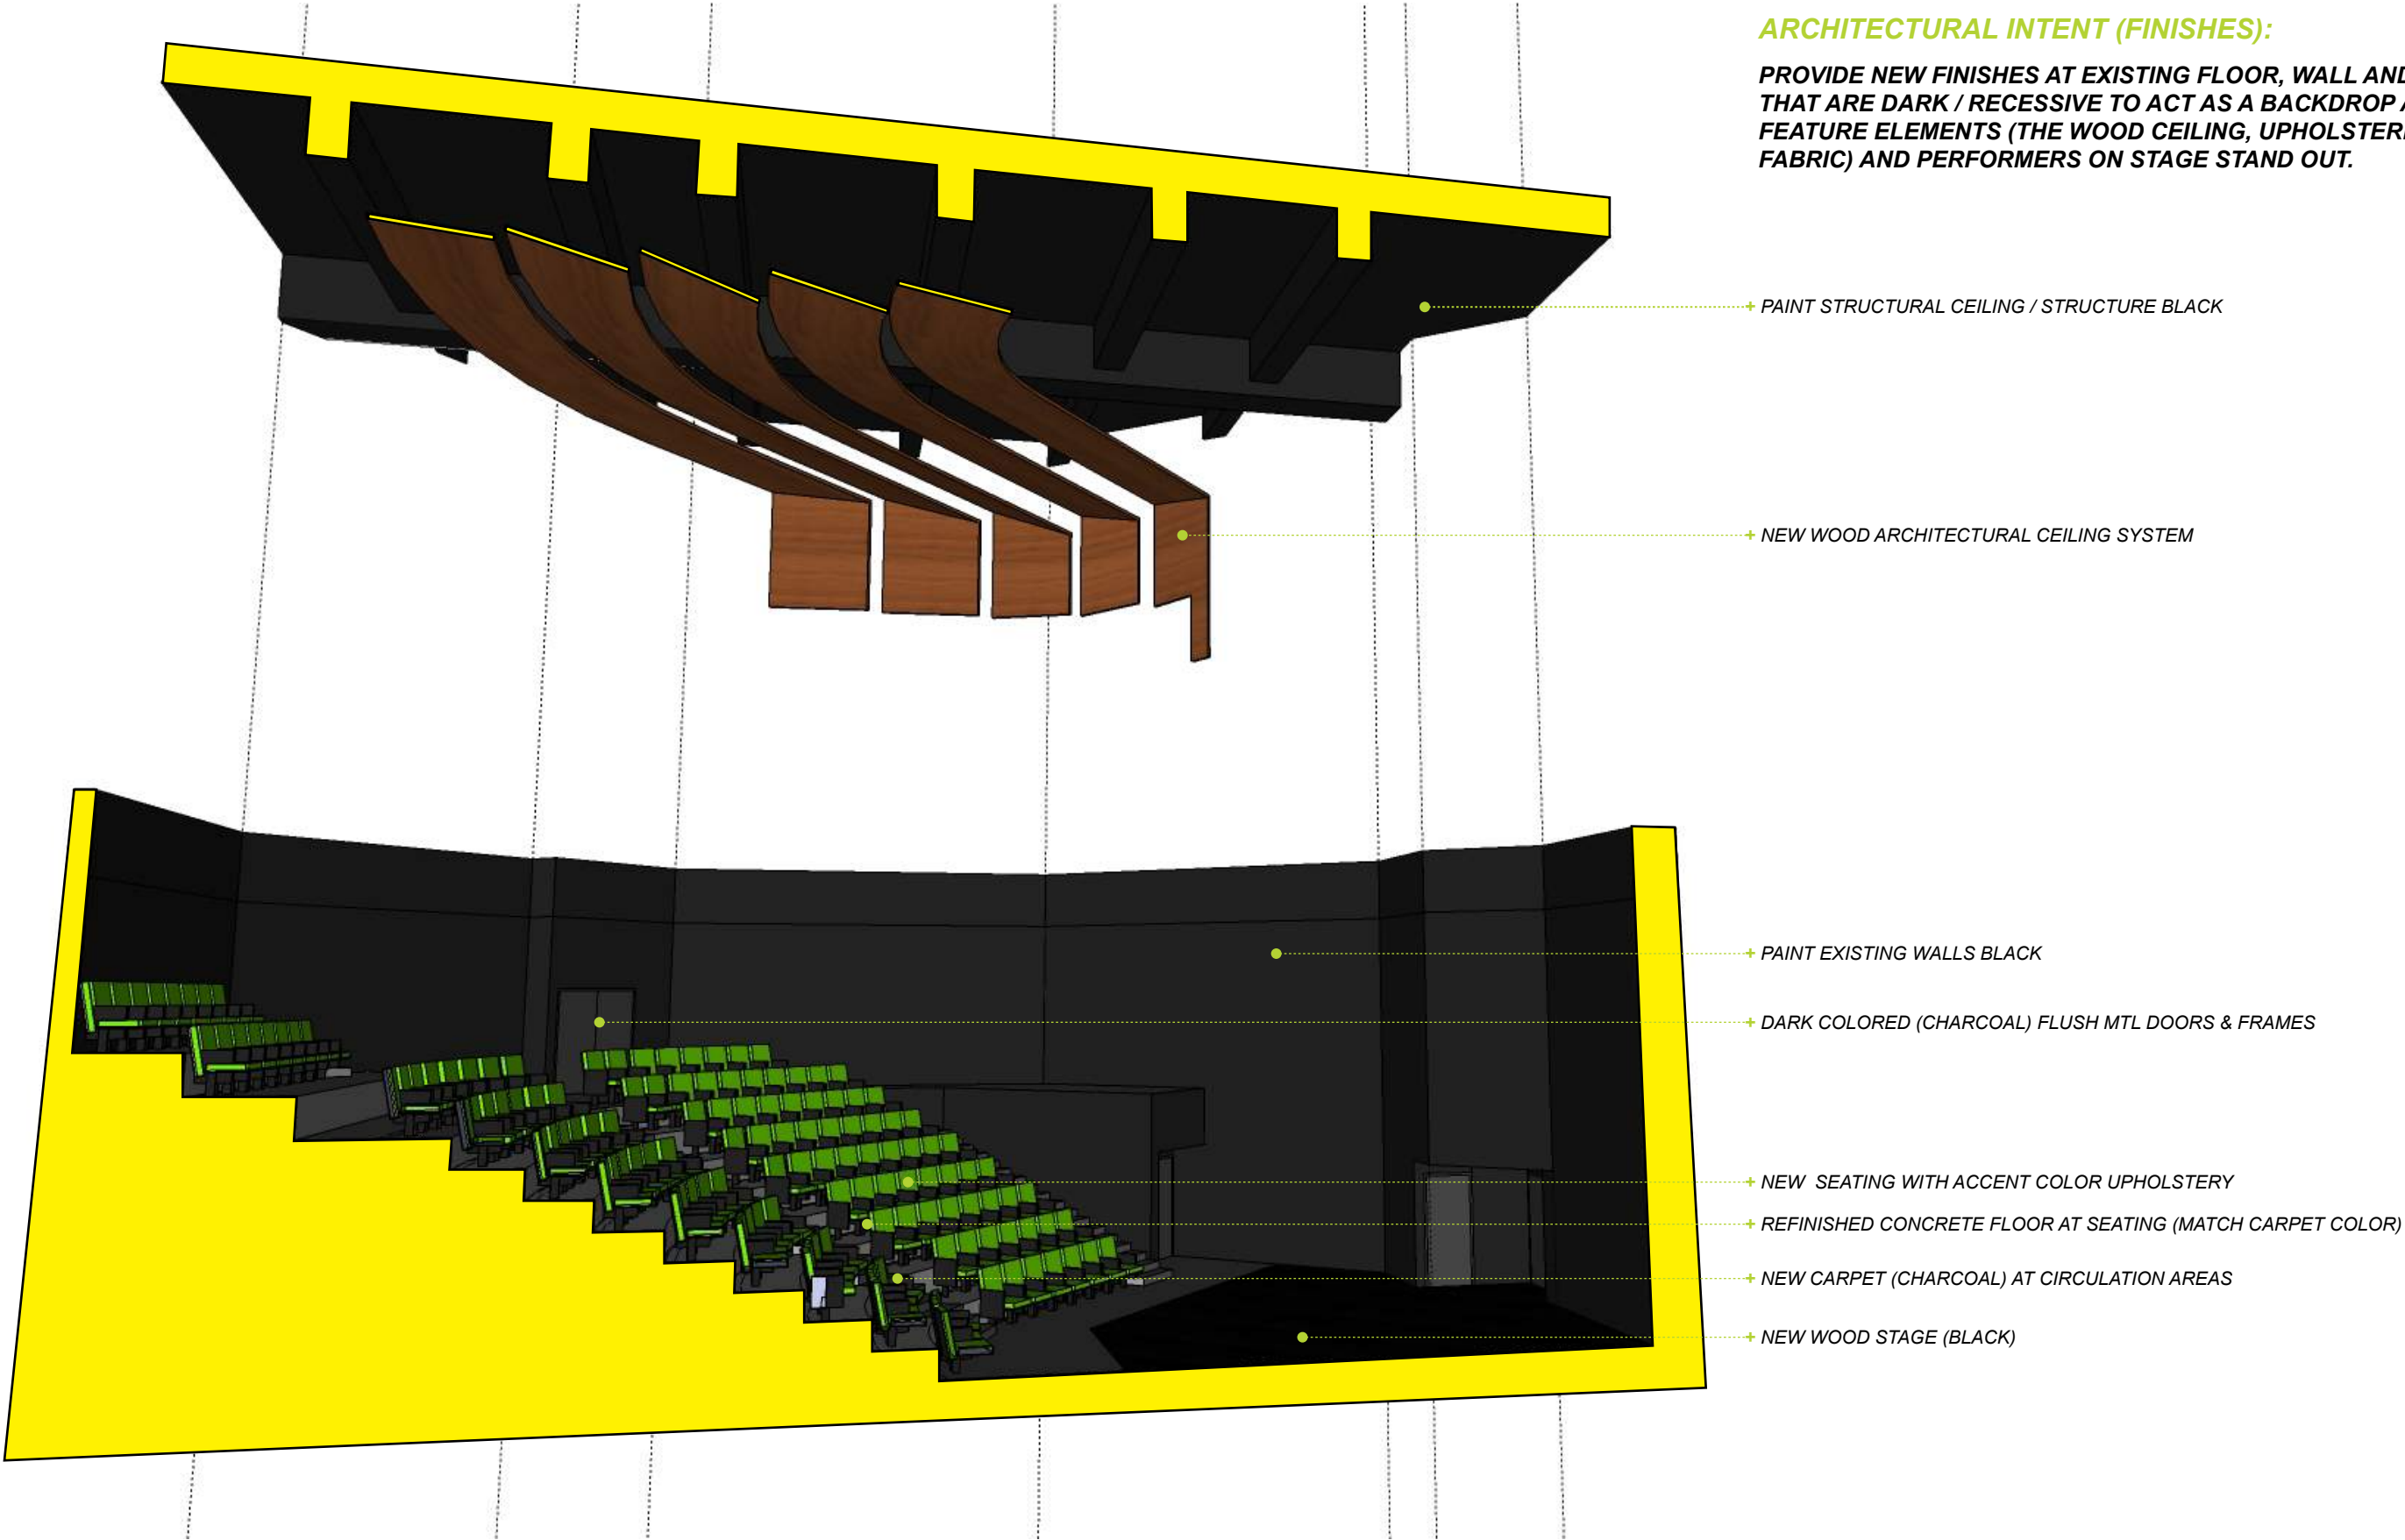 ARCHITECTURAL INTENT (FINISHES):
PROVIDE NEW FINISHES AT EXISTING FLOOR, WALL AND
THAT ARE DARK / RECESSIVE TO ACT AS A BACKDROP
FEATURE ELEMENTS (THE WOOD CEILING,
FABRIC) AND PERFORMERS ON STAGE STAND OUT.
+ PAINT STRUCTURAL CEILING / STRUCTURE BLACK
+ NEW WOOD ARCHITECTURAL CEILING SYSTEM
+ PAINT EXISTING WALLS BLACK
+ DARK COLORED (CHARCOAL) FLUSH MTL DOORS & FRAMES
+ NEW SEATING WITH ACCENT COLOR UPHOLSTERY
+ REFINISHED CONCRETE FLOOR AT SEATING (MATCH CARPET COLOR)
+ NEW CARPET (CHARCOAL) AT CIRCULATION AREAS
+ NEW WOOD STAGE (BLACK)